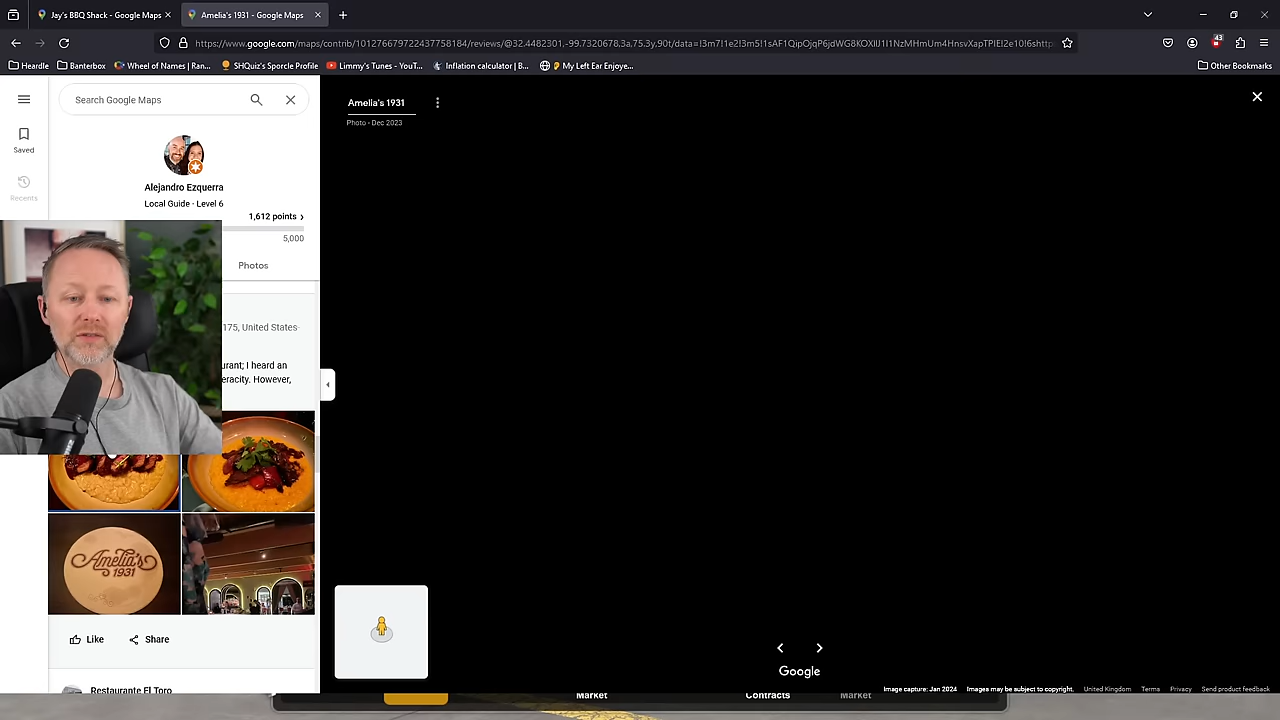 Jay's BBQ Shack - Google Maps
Amelia's 1931 - Google Maps
https://www.google.com/maps/contrib/101276679722437758184/reviews/@32.4482301,-99.7320678,3a,75.3y,90t/data=
43
Heardle
Banterbox
Wheel of Names | Ran...
SHQuiz's Sporcle Profile
Limmy's Tunes - YouT...
Inflation calculator | B...
My Left Ear Enjoye...
Other Bookmarks
Search Google Maps
Saved
Recents
Alejandro Ezquerra
Local Guide · Level 6
1,612 points
5,000
Photos
175, United States·
urant; I heard an
eracity. However,
Amelia's
1931
Like
Share
Restaurante El Toro
Amelia's 1931
Photo - Dec 2023
Google
Market
Contracts
Market
Image capture: Jan 2024
Images may be subject to copyright.
United Kingdom
Terms
Privacy
Send product feedback